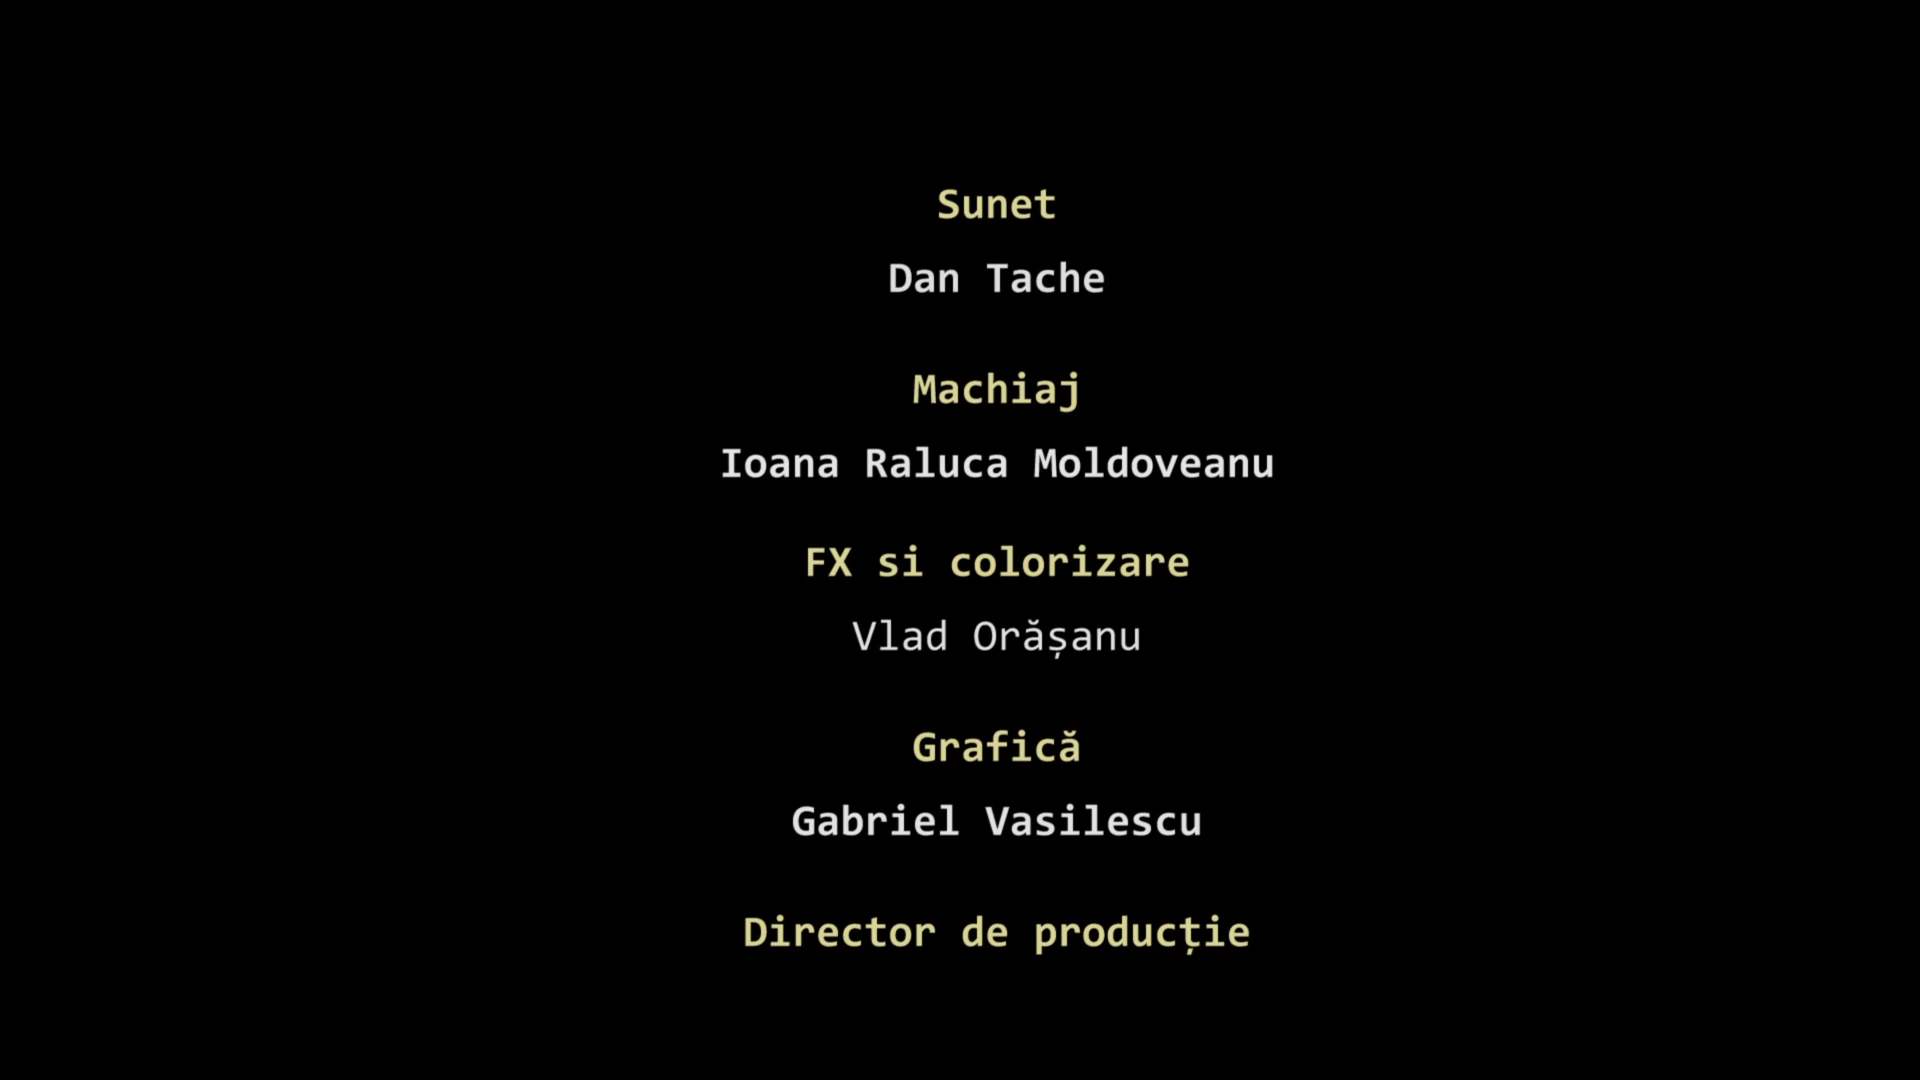 Sunet
Dan Tache
Machiaj
Ioana Raluca Moldoveanu
FX si colorizare
Vlad Orășanu
Grafică
Gabriel Vasilescu
Director de producție